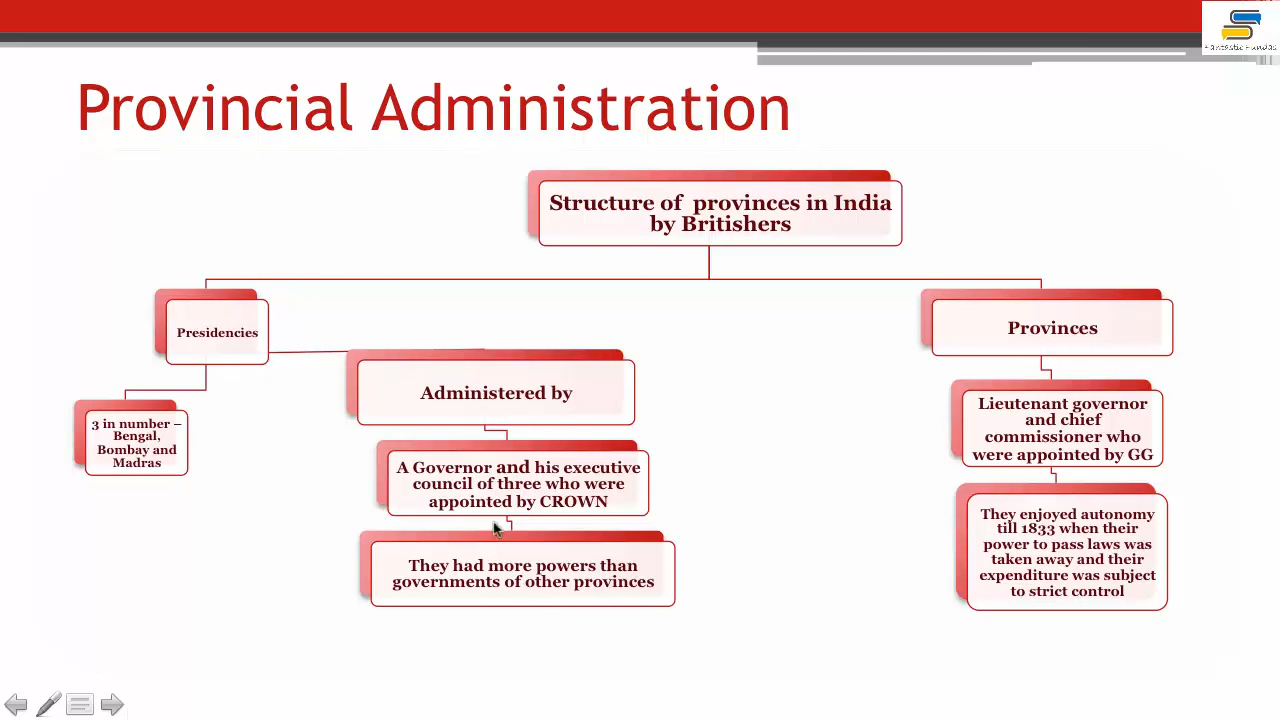 Fantastic Fundas
Provincial Administration
Structure of provinces in India
by Britishers
Presidencies
3 in number –
Bengal,
Bombay and
Madras
Administered by
A Governor and his executive
council of three who were
appointed by CROWN
They had more powers than
governments of other provinces
Provinces
Lieutenant governor
and chief
commissioner who
were appointed by GG
They enjoyed autonomy
till 1833 when their
power to pass laws was
taken away and their
expenditure was subject
to strict control